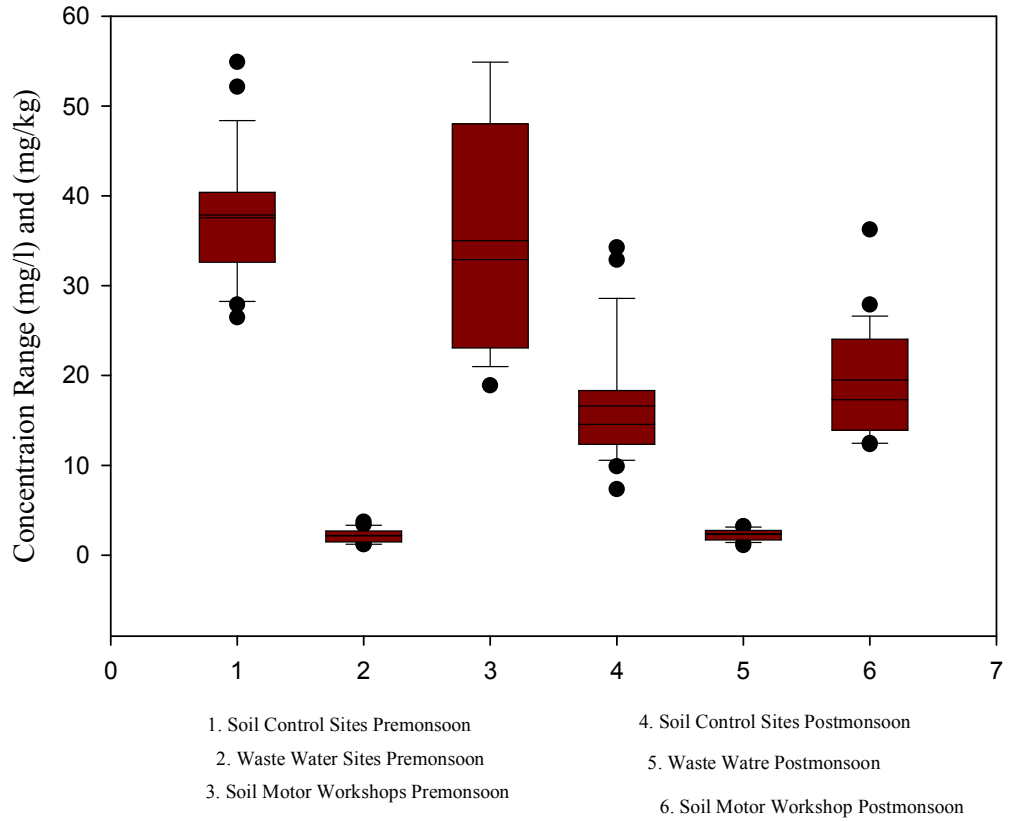 Concentraion Range (mg/l) and (mg/kg)
60
50
40
30
20
10
0
0 1 2 3 4 5 6 7
1. Soil Control Sites Premonsoon
2. Waste Water Sites Premonsoon
3. Soil Motor Workshops Premonsoon
4. Soil Control Sites Postmonsoon
5. Waste Watre Postmonsoon
6. Soil Motor Workshop Postmonsoon